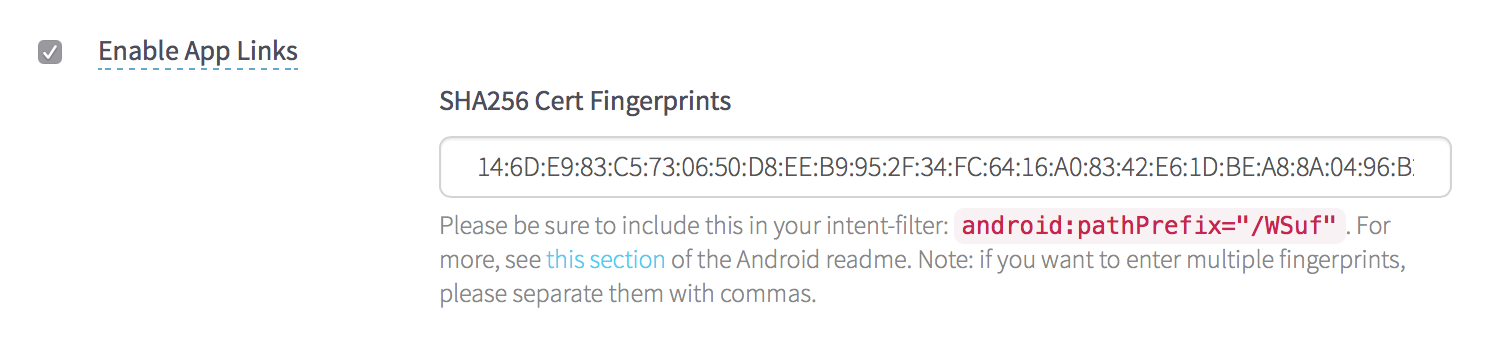 Enable App Links
SHA256 Cert Fingerprints
14:6D:E9:83:C5:73:06:50:D8:EE:B9:95:2F:34:FC:64:16:A0:83:42:E6:1D:BE:A8:8A:04:96:B
Please be sure to include this in your intent-filter: android:pathPrefix="/WSuf". For
more, see this section of the Android readme. Note: if you want to enter multiple fingerprints,
please separate them with commas.